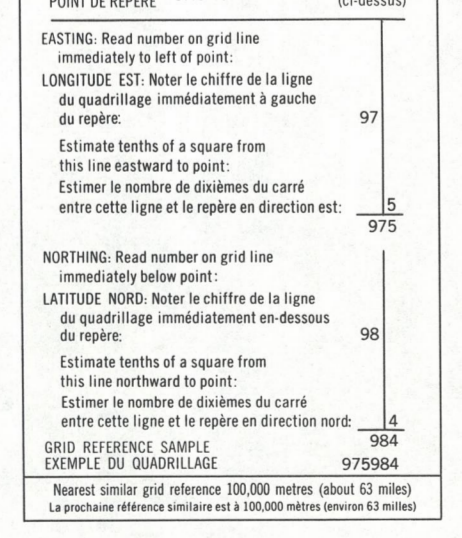 POINT DE REPÈRE (ci-dessus)
EASTING: Read number on grid line
immediately to left of point:
LONGITUDE EST: Noter le chiffre de la ligne
du quadrillage immédiatement à gauche
du repère: 97
Estimate tenths of a square from
this line eastward to point:
Estimer le nombre de dixièmes du carré
entre cette ligne et le repère en direction est: 5
975
NORTHING: Read number on grid line
immediately below point:
LATITUDE NORD: Noter le chiffre de la ligne
du quadrillage immédiatement en-dessous
du repère: 98
Estimate tenths of a square from
this line northward to point:
Estimer le nombre de dixièmes du carré
entre cette ligne et le repère en direction nord: 4
984
GRID REFERENCE SAMPLE
EXEMPLE DU QUADRILLAGE 975984
Nearest similar grid reference 100,000 metres (about 63 miles)
La prochaine référence similaire est à 100,000 mètres (environ 63 milles)